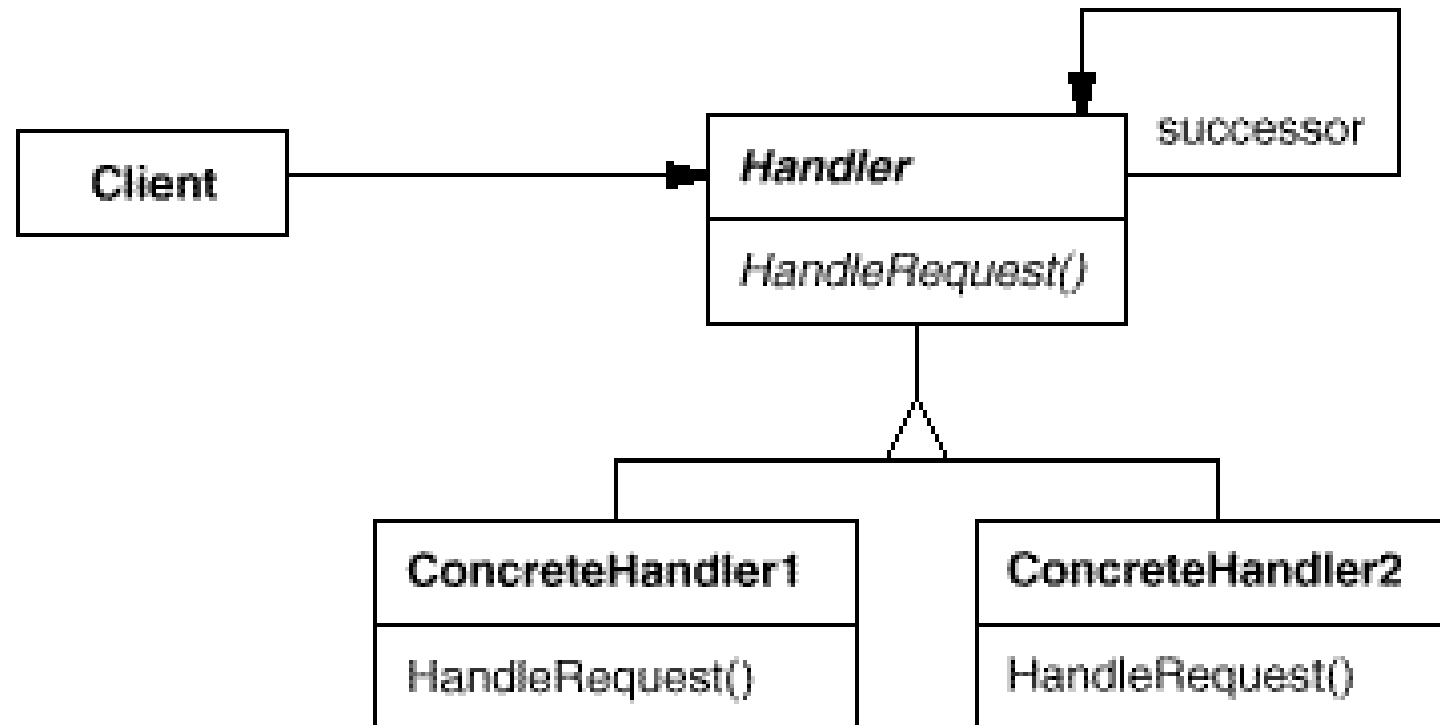 successor
Client
Handler
HandleRequest()
ConcreteHandler1
ConcreteHandler2
HandleRequest()
HandleRequest()